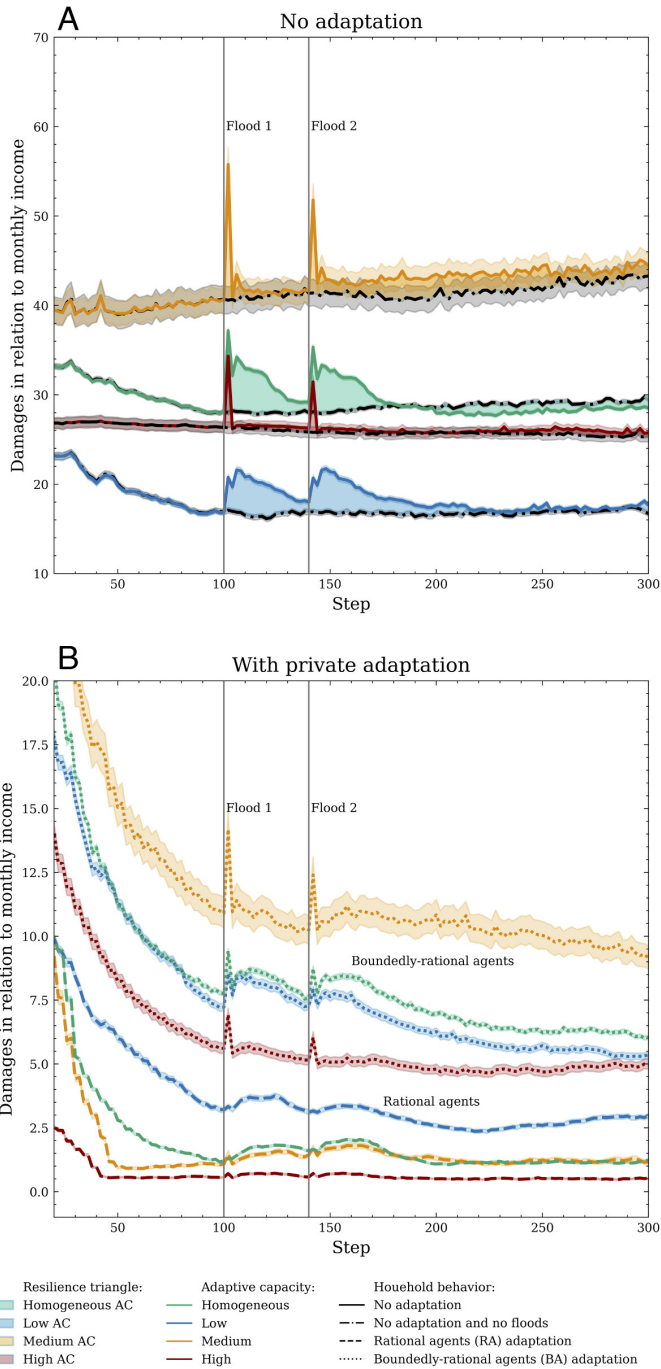 A
No adaptation
70
60
50
40
30
20
10
Damages in relation to monthly income
Flood 1
Flood 2
50
100
150
200
250
300
Step
B
With private adaptation
20.0
17.5
15.0
12.5
10.0
7.5
5.0
2.5
0.0
Damages in relation to monthly income
Flood 1
Flood 2
Boundedly-rational agents
Rational agents
50
100
150
200
250
300
Step
Resilience triangle:
Homogeneous AC
Low AC
Medium AC
High AC
Adaptive capacity:
Homogeneous
Low
Medium
High
Houehold behavior:
No adaptation
No adaptation and no floods
Rational agents (RA) adaptation
Boundedly-rational agents (BA) adaptation